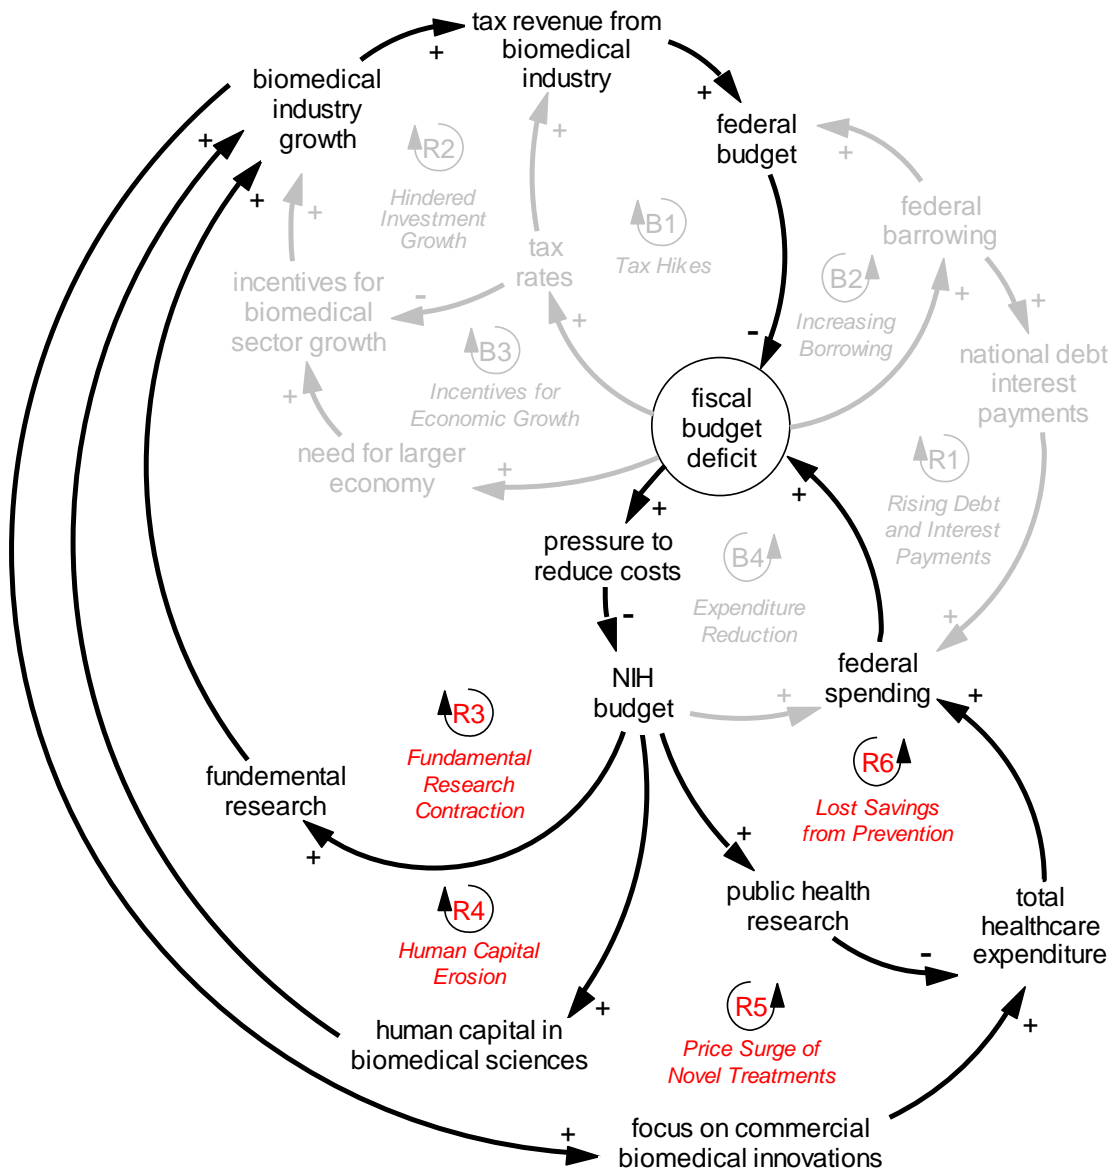 tax revenue from
biomedical
industry
+
biomedical
industry
growth
+
+
+
federal
budget
+
R2
Hindered
Investment
Growth
+
+
B1
Tax Hikes
federal
barrowing
+
tax
rates
incentives for
biomedical
sector growth
-
B2
Increasing
Borrowing
+
+
+
-
B3
Incentives for
Economic Growth
national debt
interest
payments
+
fiscal
budget
deficit
need for larger
economy
+
R1
Rising Debt
and Interest
Payments
+
+
pressure to
reduce costs
B4
Expenditure
Reduction
-
+
NIH
budget
federal
spending
+
+
R3
Fundamental
Research
Contraction
fundemental
research
+
R6
Lost Savings
from Prevention
+
R4
Human Capital
Erosion
public health
research
total
healthcare
expenditure
-
+
human capital in
biomedical sciences
R5
Price Surge of
Novel Treatments
+
+
focus on commercial
biomedical innovations